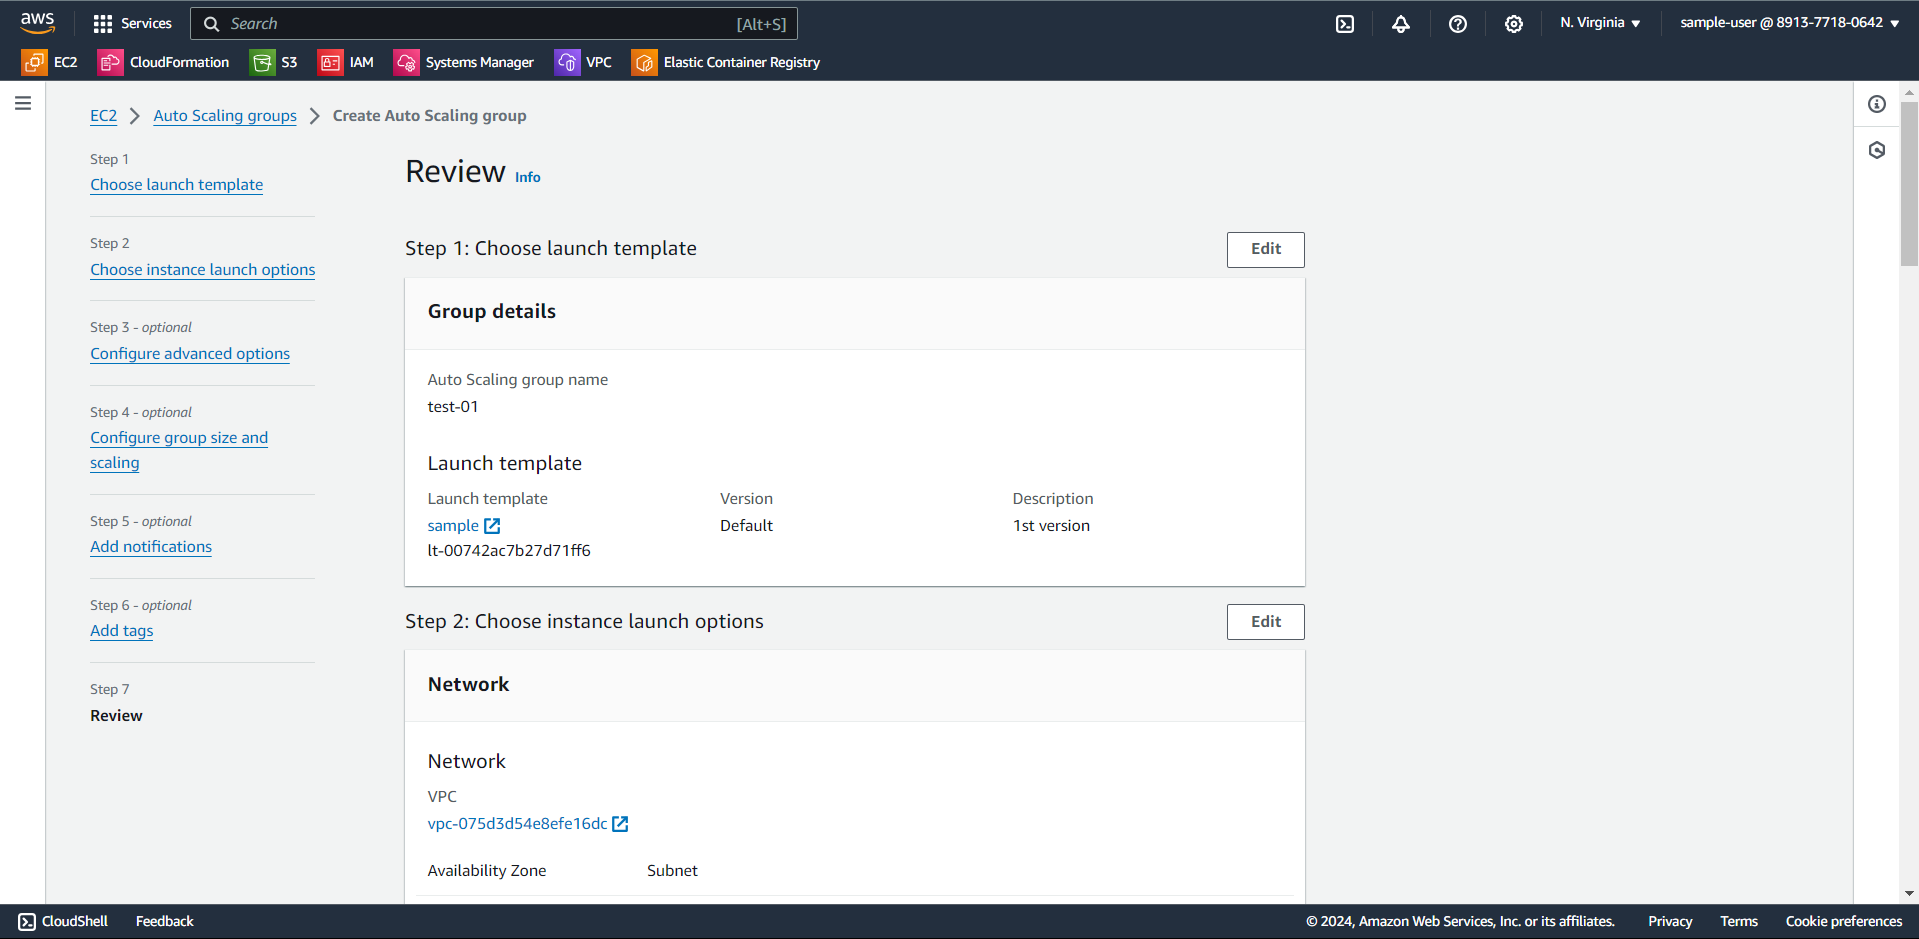 aws
Services
Search
[Alt+S]
N. Virginia
sample-user @ 8913-7718-0642
EC2
CloudFormation
S3
IAM
Systems Manager
VPC
Elastic Container Registry
EC2
Auto Scaling groups
Create Auto Scaling group
Step 1
Choose launch template
Step 2
Choose instance launch options
Step 3 - optional
Configure advanced options
Step 4 - optional
Configure group size and
scaling
Step 5 - optional
Add notifications
Step 6 - optional
Add tags
Step 7
Review
Review Info
Step 1: Choose launch template
Edit
Group details
Auto Scaling group name
test-01
Launch template
Launch template
sample
lt-00742ac7b27d71ff6
Version
Default
Description
1st version
Step 2: Choose instance launch options
Edit
Network
Network
VPC
vpc-075d3d54e8efe16dc
Availability Zone
Subnet
CloudShell
Feedback
© 2024, Amazon Web Services, Inc. or its affiliates.
Privacy
Terms
Cookie preferences